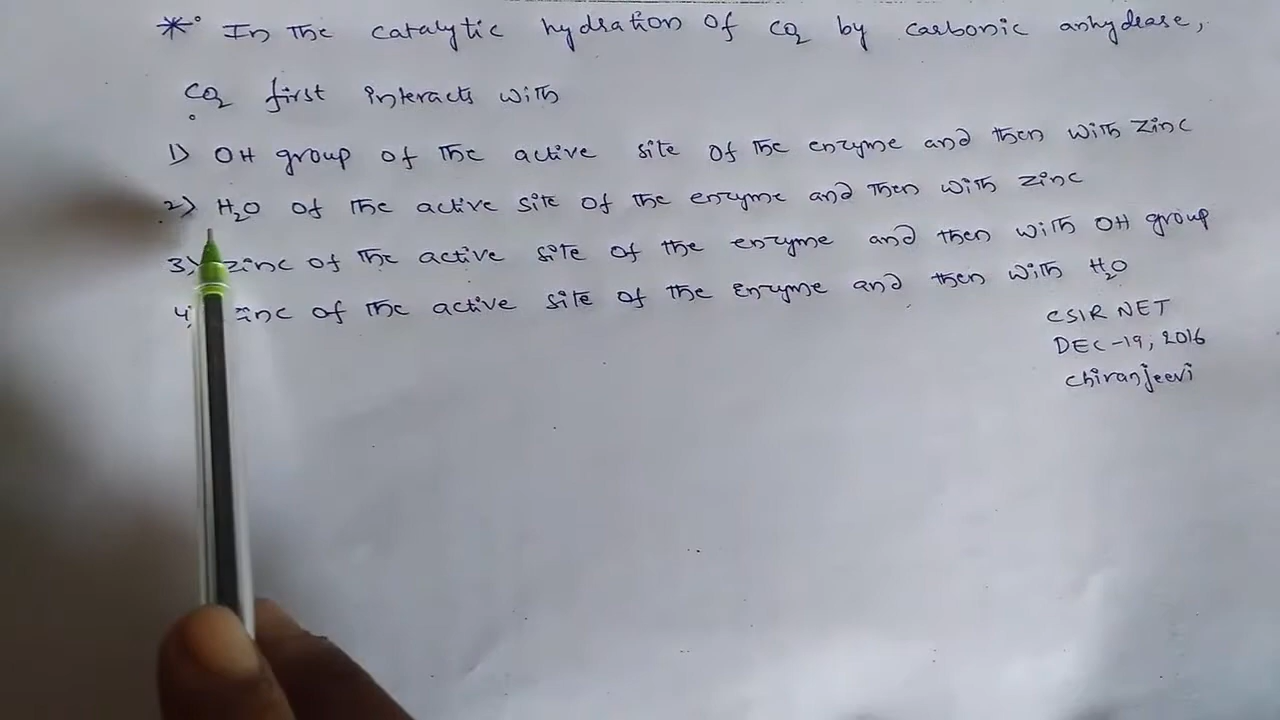 * In the catalytic hydration of CO2 by carbonic anhydrase,
CO2 first interacts with
1) OH group of the active site of the enzyme and then with zinc
2) H2O of the active site of the enzyme and then with zinc
3) zinc of the active site of the enzyme and then with OH group
4) zinc of the active site of the enzyme and then with H2O
CSIR NET
DEC-19, 2016
Chiranjeevi